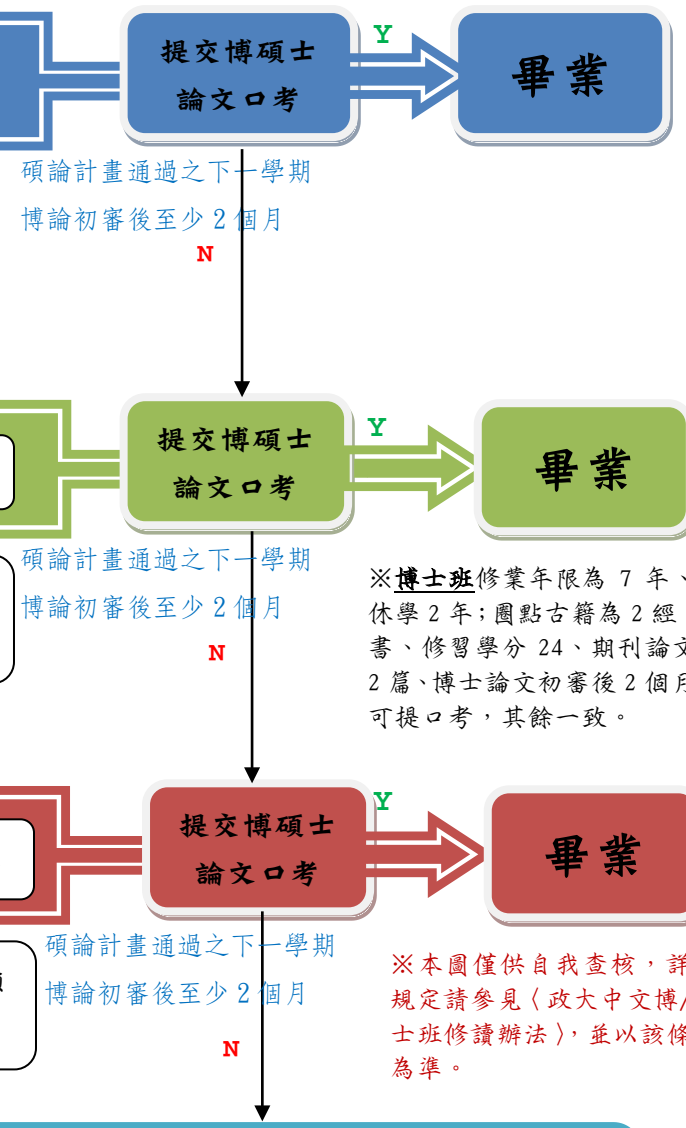 提交博碩士
論文口考
Y
畢業
碩論計畫通過之下一學期
博論初審後至少 2 個月
N
提交博碩士
論文口考
Y
畢業
碩論計畫通過之下一學期
博論初審後至少 2 個月
N
※博士班修業年限為 7 年、
休學 2 年;圈點古籍為 2 經
書、修習學分 24、期刊論文
2 篇、博士論文初審後 2 個月
可提口考，其餘一致。
提交博碩士
論文口考
Y
畢業
碩論計畫通過之下一學期
博論初審後至少 2 個月
N
※本圖僅供自我查核，詳
規定請參見〈政大中文博/
士班修讀辦法〉，並以該條
為準。